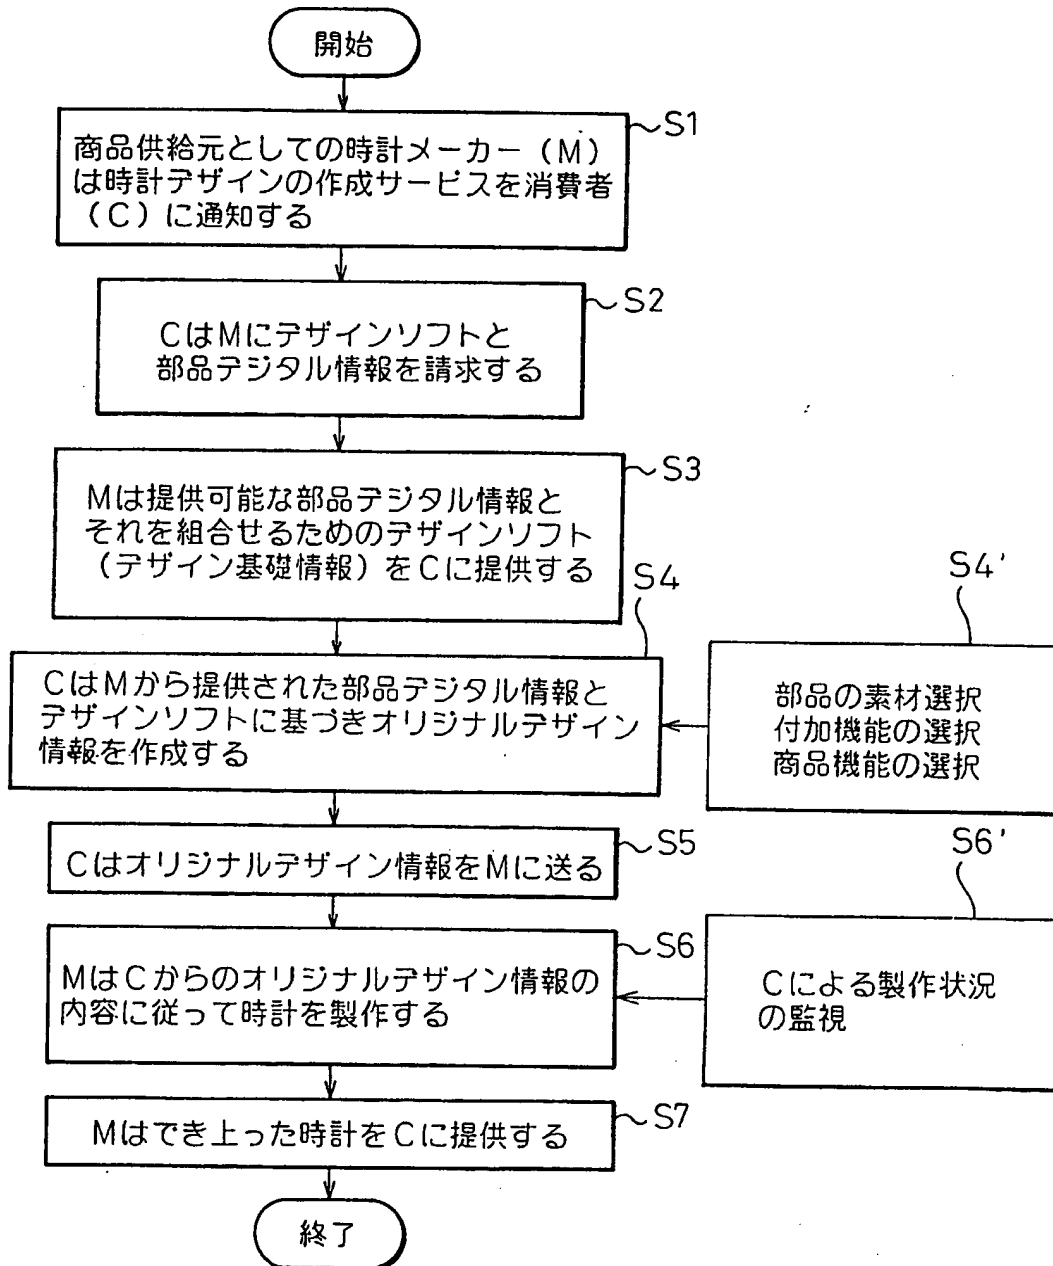 開始
S1
商品供給元としての時計メーカー（M）
は時計デザインの作成サービスを消費者
（C）に通知する
S2
CはMにデザインソフトと
部品デジタル情報を請求する
S3
Mは提供可能な部品デジタル情報と
それを組合せるためのデザインソフト
（デザイン基礎情報）をCに提供する
S4
CはMから提供された部品デジタル情報と
デザインソフトに基づきオリジナルデザイン
情報を作成する
S4'
部品の素材選択
付加機能の選択
商品機能の選択
S5
Cはオリジナルデザイン情報をMに送る
S6
MはCからのオリジナルデザイン情報の
内容に従って時計を製作する
S6'
Cによる製作状況
の監視
S7
Mはでき上った時計をCに提供する
終了